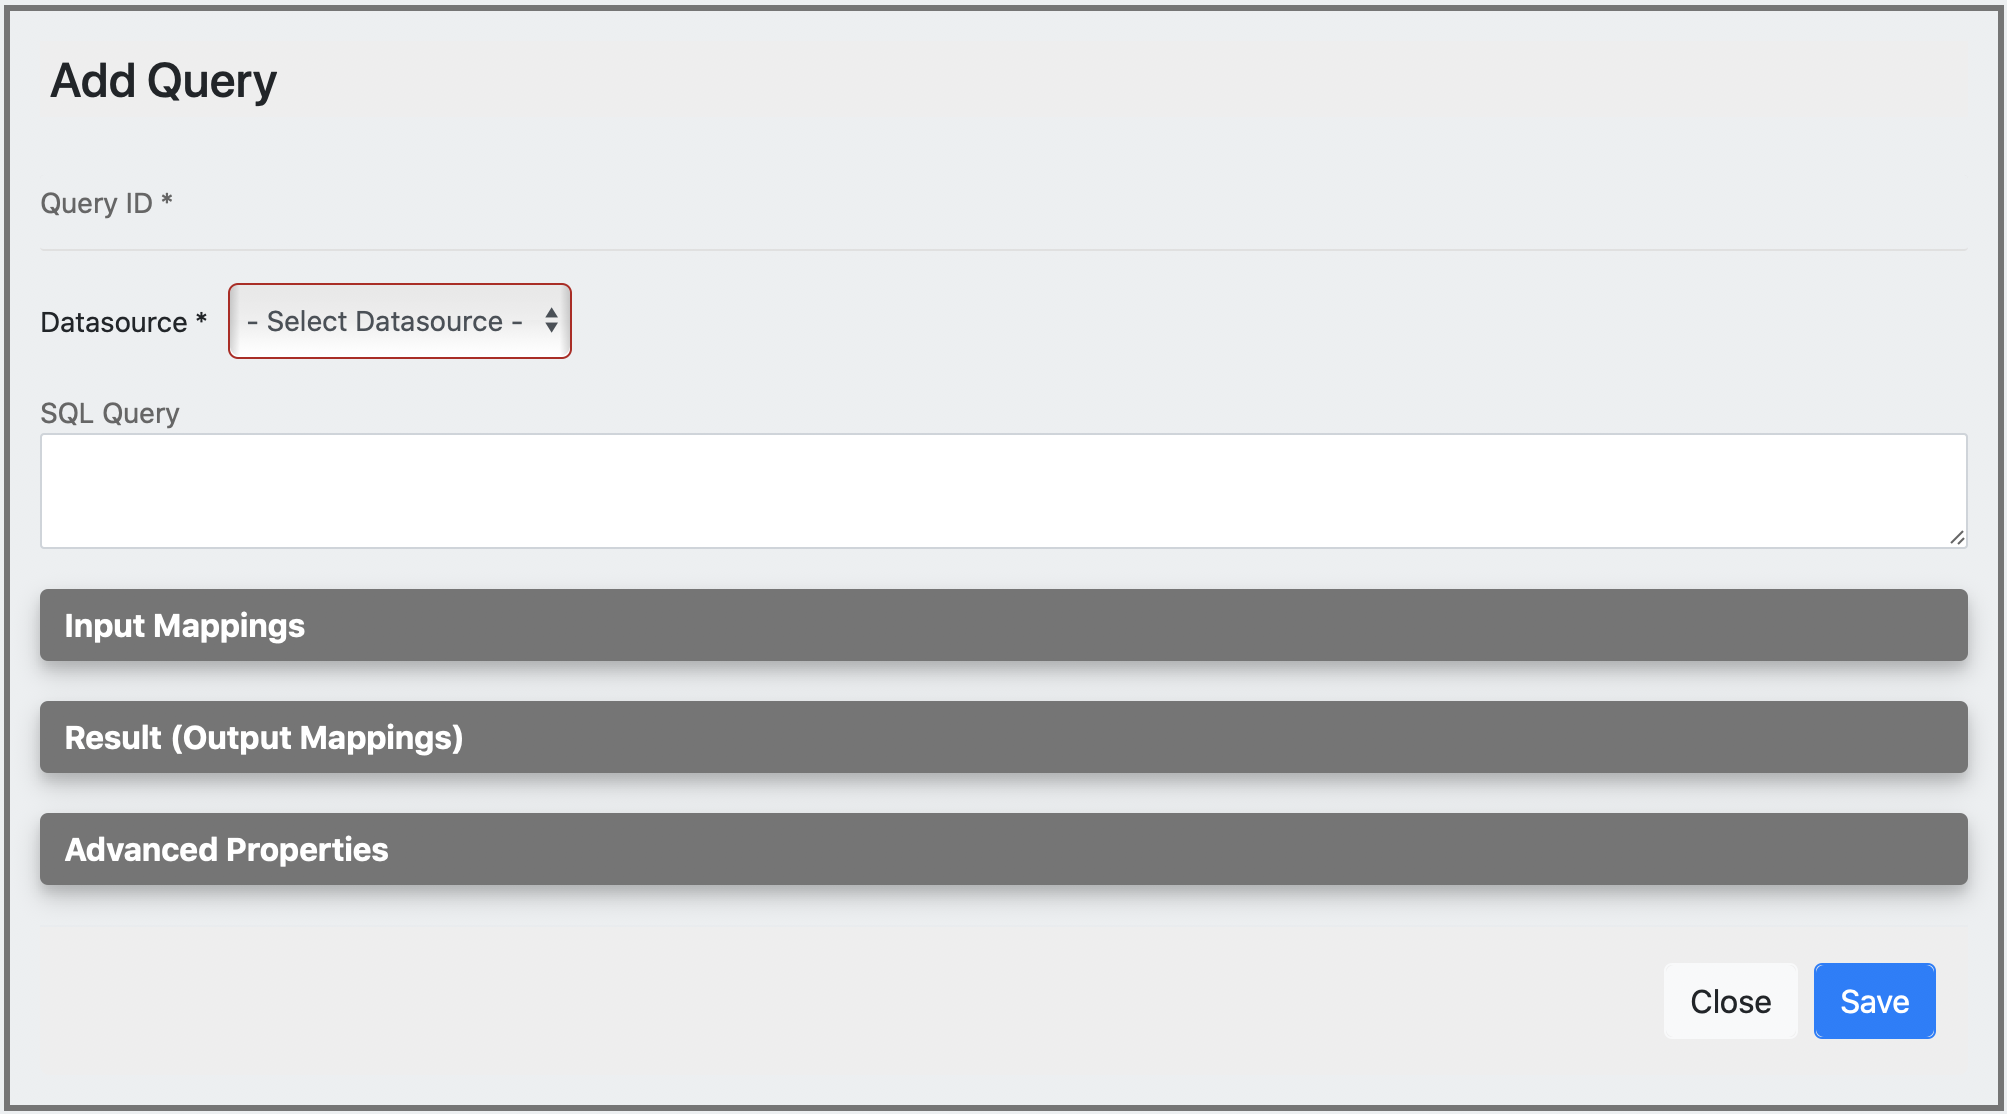 Add Query
Query ID *
Datasource * - Select Datasource -
SQL Query
Input Mappings
Result (Output Mappings)
Advanced Properties
Close Save